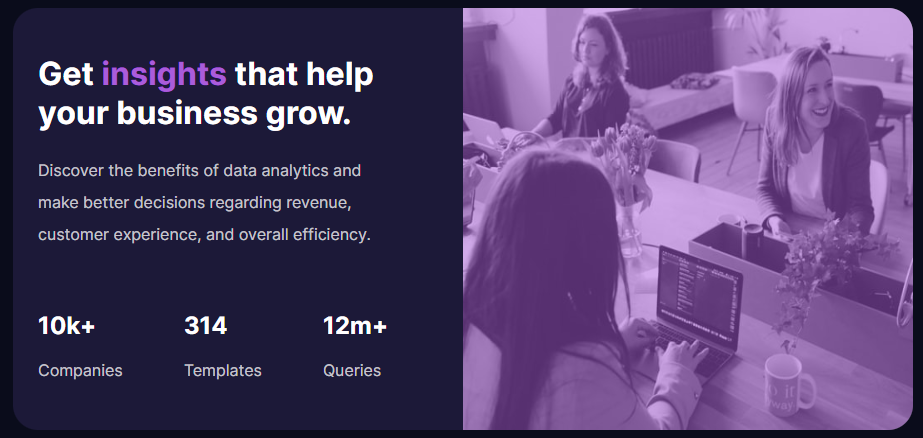 Get insights that help
your business grow.
Discover the benefits of data analytics and
make better decisions regarding revenue,
customer experience, and overall efficiency.
10k+ 314 12m+
Companies Templates Queries